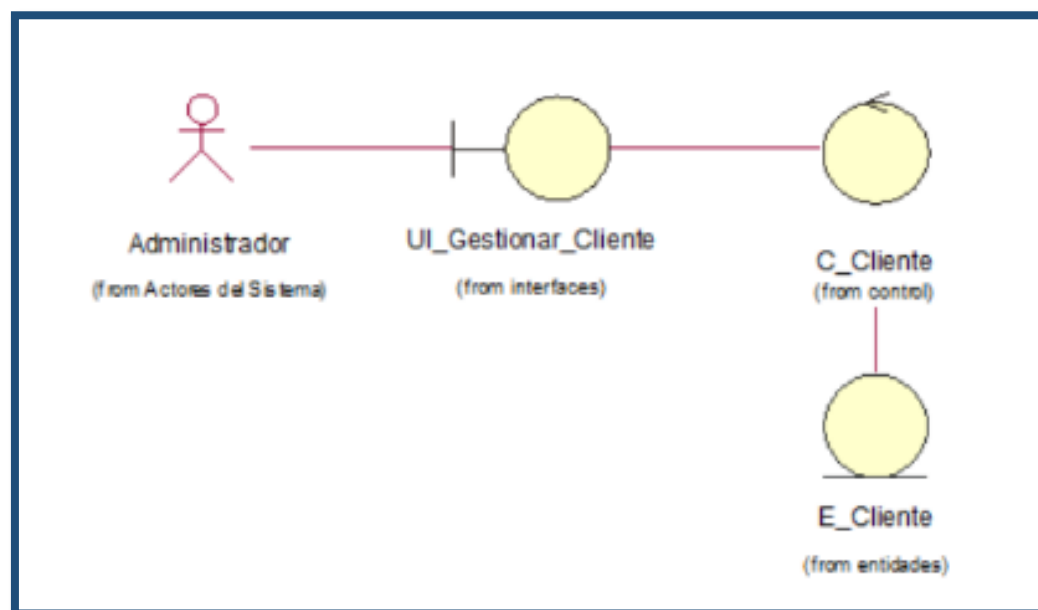 Administrador
(from Actores del Sistema)
UI_Gestionar_Cliente
(from interfaces)
C_Cliente
(from control)
E_Cliente
(from entidades)